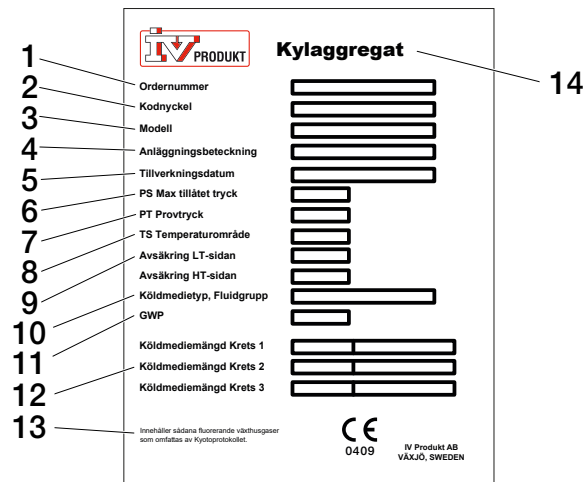 IV PRODUKT
Kylaggregat
14
1 Ordernummer
2 Kodnyckel
3 Modell
4 Anläggningsbeteckning
5 Tillverkningsdatum
6 PS Max tillåtet tryck
7 PT Provtryck
8 TS Temperaturområde
9 Avsäkring LT-sidan
Avsäkring HT-sidan
10 Köldmedietyp, Fluidgrupp
11 GWP
Köldmediemängd Krets 1
12 Köldmediemängd Krets 2
Köldmediemängd Krets 3
13 Innehåller sådana fluorerande växthusgaser
som omfattas av Kyotoprotokollet.
CE
0409
IV Produkt AB
VÄXJÖ, SWEDEN